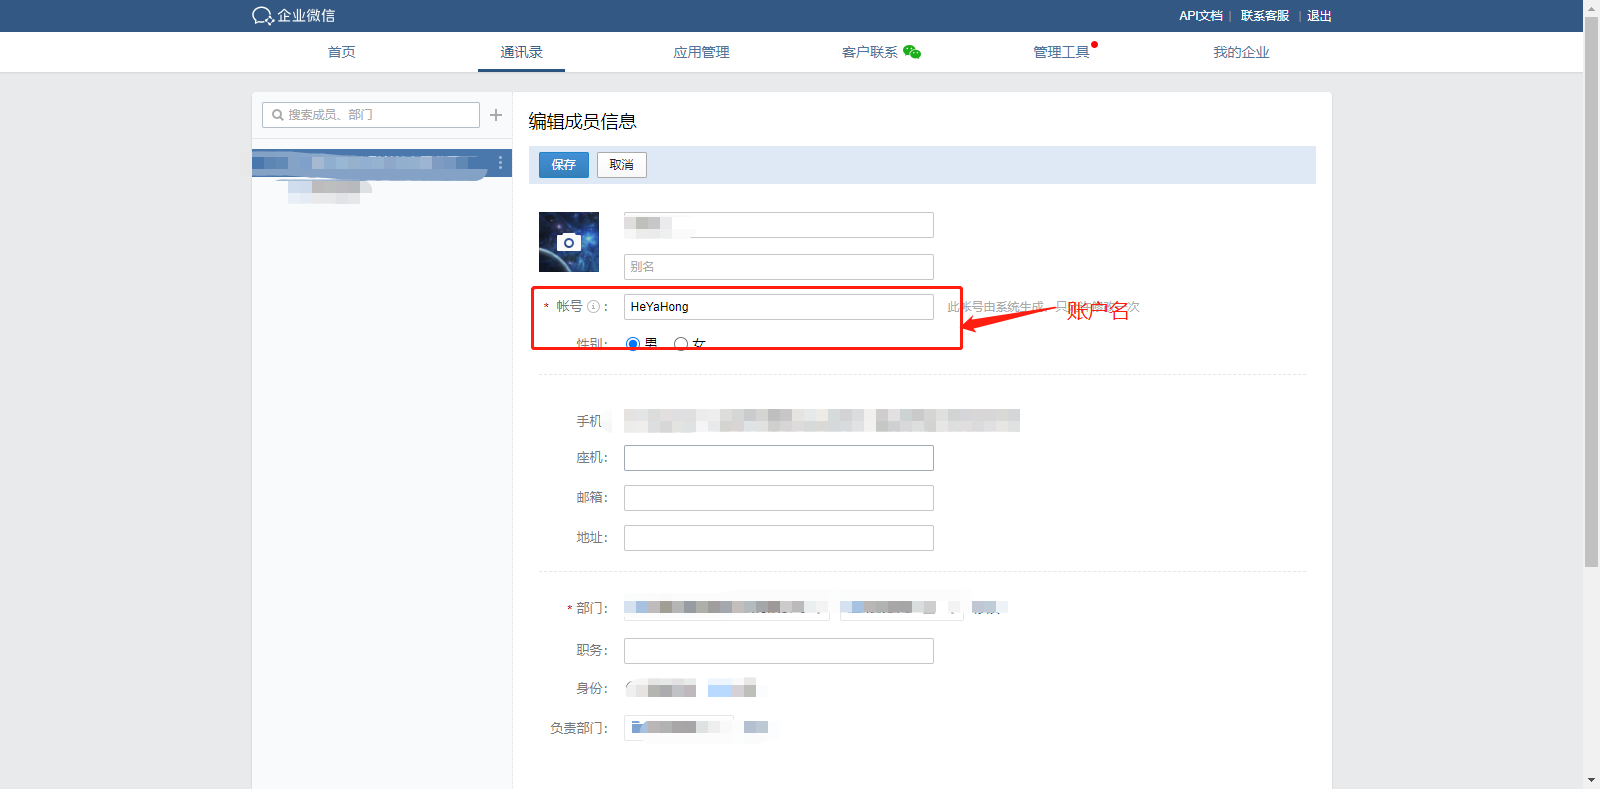 企业微信
API文档 | 联系客服 | 退出
首页 通讯录 应用管理 客户联系 管理工具 我的企业
搜索成员、部门
编辑成员信息
保存 取消
别名
* 帐号 : HeYaHong 此帐号由系统生成,只
次
账户名
性别: 男 女
手机
座机:
邮箱:
地址:
* 部门:
职务:
身份:
负责部门: